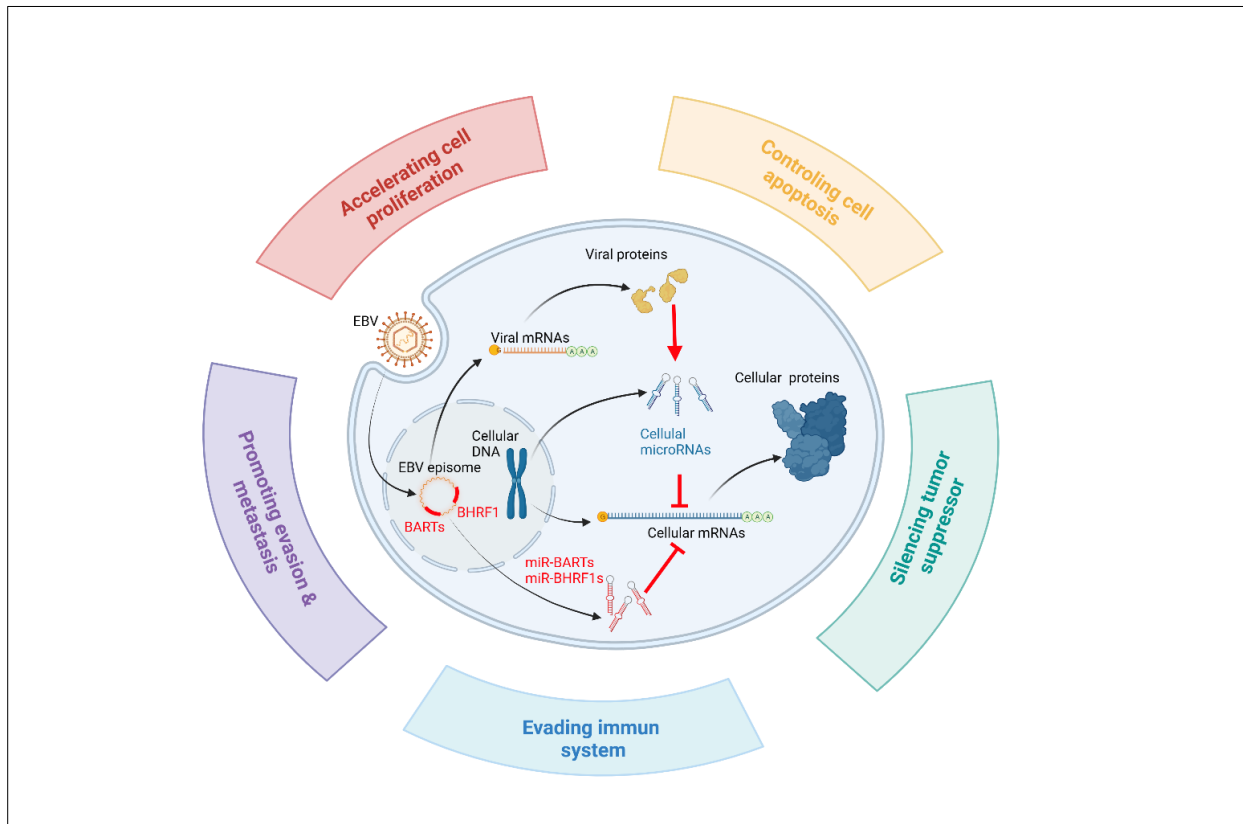 Accelerating cell
proliferation
Controling cell
apoptosis
Viral proteins
EBV
Viral mRNAs
G
A A A
Cellular proteins
Cellular
DNA
Cellulal
microRNAs
EBV episome
BHRF1
BARTs
G
A A A
Cellular mRNAs
miR-BARTs
miR-BHRF1s
Promoting evasion &
metastasis
Silencing tumor
suppressor
Evading immun
system